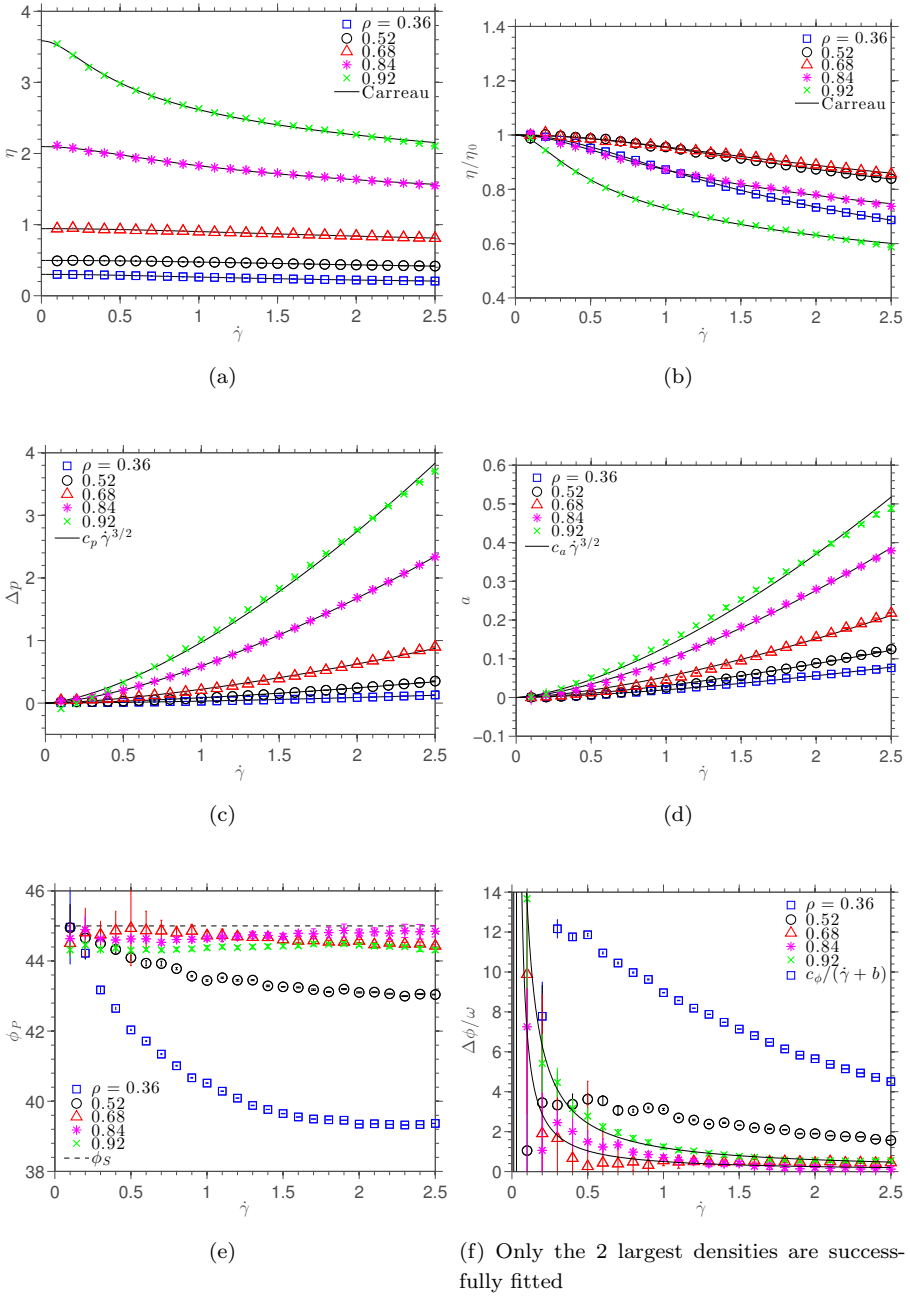 ρ = 0.36
0.52
0.68
0.84
0.92
Carreau
4
3
2
1
0
η
0 0.5 1 1.5 2 2.5
γ̇
(a)
ρ = 0.36
0.52
0.68
0.84
0.92
Carreau
1.4
1.2
1
0.8
0.6
0.4
η/η₀
0 0.5 1 1.5 2 2.5
γ̇
(b)
ρ = 0.36
0.52
0.68
0.84
0.92
c_p γ̇^{3/2}
4
3
2
1
0
Δp
0 0.5 1 1.5 2 2.5
γ̇
(c)
ρ = 0.36
0.52
0.68
0.84
0.92
c_a γ̇^{3/2}
0.6
0.5
0.4
0.3
0.2
0.1
0
−0.1
a
0 0.5 1 1.5 2 2.5
γ̇
(d)
46
44
42
40
38
φ_P
ρ = 0.36
0.52
0.68
0.84
0.92
φ_S
0 0.5 1 1.5 2 2.5
γ̇
(e)
14
12
10
8
6
4
2
0
Δφ/ω
ρ = 0.36
0.52
0.68
0.84
0.92
c_φ/(γ̇ + b)
0 0.5 1 1.5 2 2.5
γ̇
(f) Only the 2 largest densities are success-
fully fitted